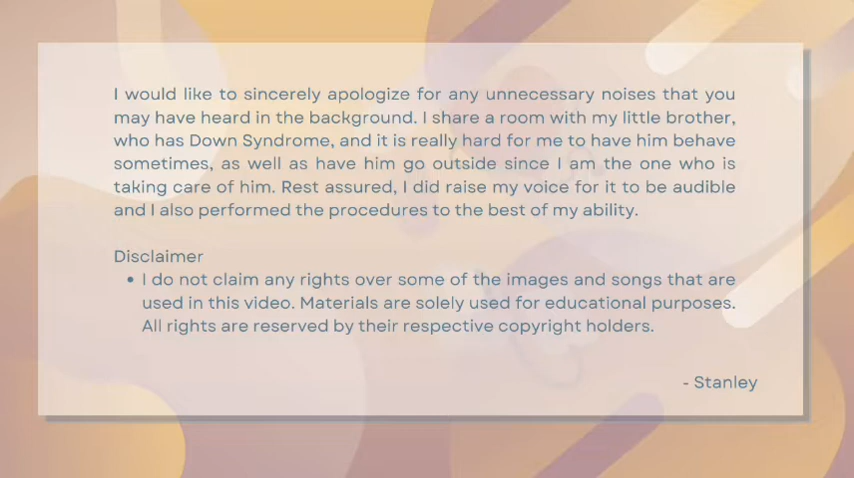 I would like to sincerely apologize for any unnecessary noises that you
may have heard in the background. I share a room with my little brother,
who has Down Syndrome, and it is really hard for me to have him behave
sometimes, as well as have him go outside since I am the one who is
taking care of him. Rest assured, I did raise my voice for it to be audible
and I also performed the procedures to the best of my ability.
Disclaimer
• I do not claim any rights over some of the images and songs that are
used in this video. Materials are solely used for educational purposes.
All rights are reserved by their respective copyright holders.
- Stanley